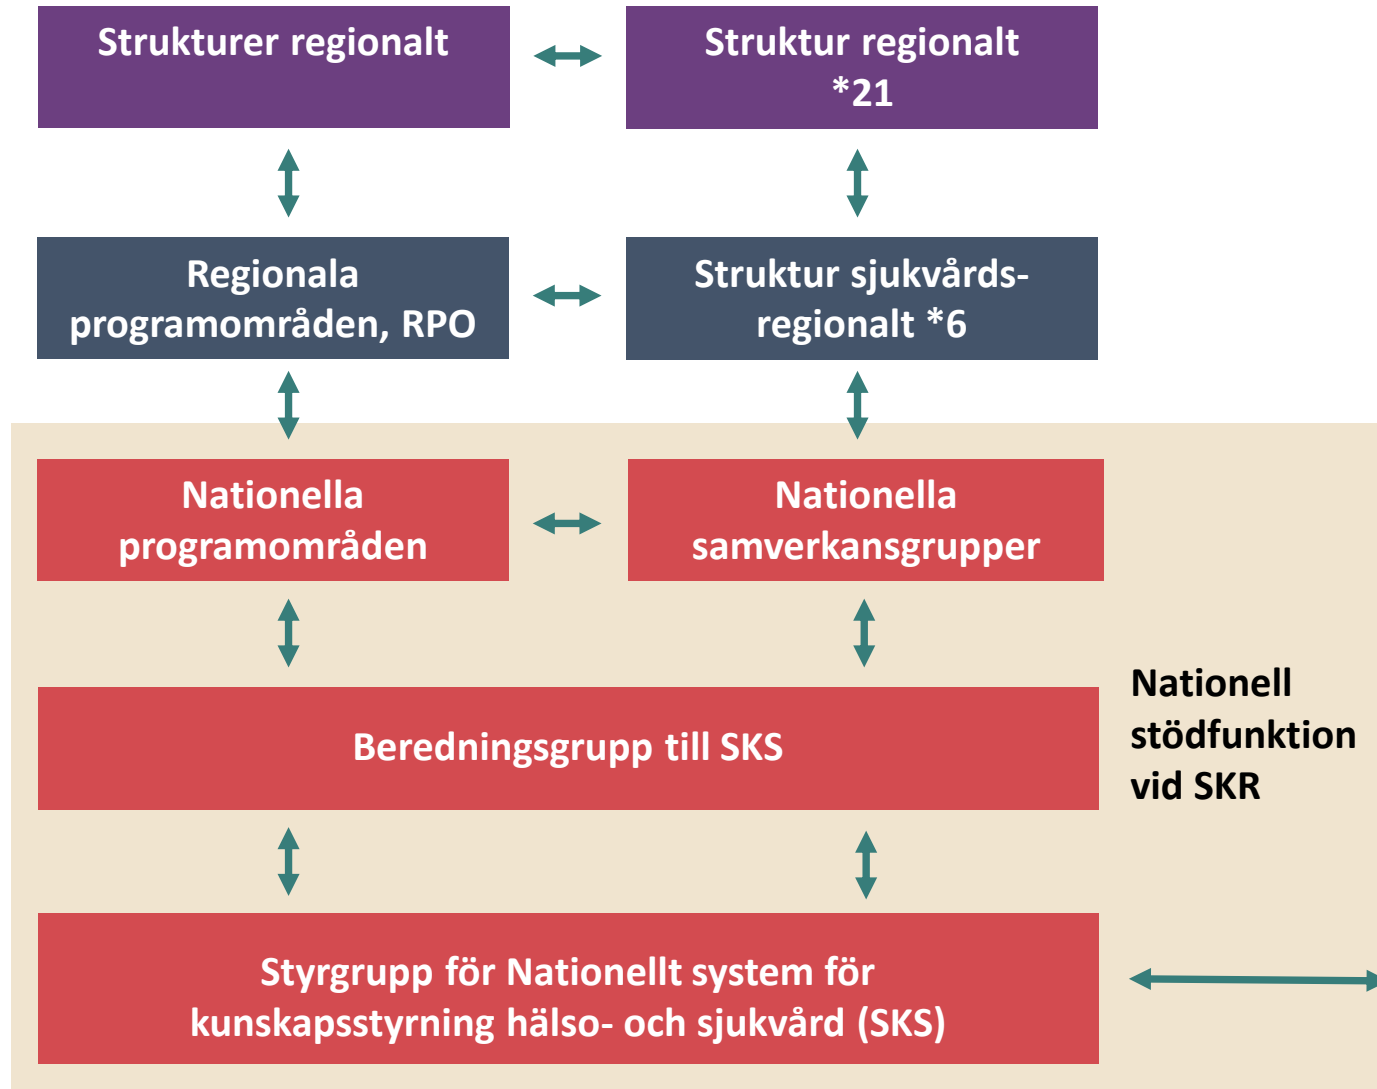 Strukturer regionalt
Struktur regionalt
*21
Regionala
programområden, RPO
Struktur sjukvårds-
regionalt *6
Nationella
programområden
Nationella
samverkansgrupper
Beredningsgrupp till SKS
Nationell
stödfunktion
vid SKR
Styrgrupp för Nationellt system för
kunskapsstyrning hälso- och sjukvård (SKS)